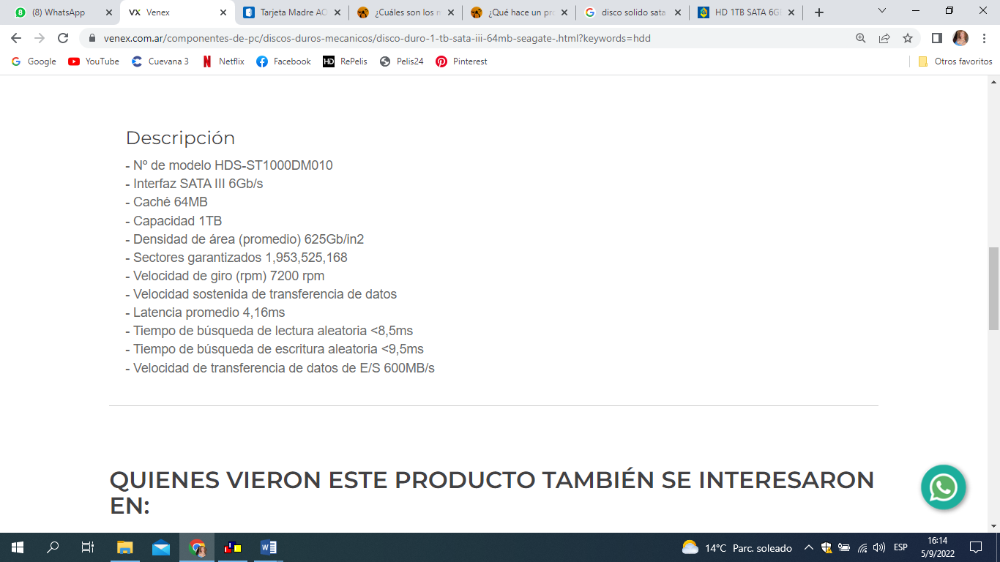 (8) WhatsApp
Venex
Tarjeta Madre AO
¿Cuáles son los m
¿Qué hace un pro
disco solido sata
HD 1TB SATA 6GB
venex.com.ar/componentes-de-pc/discos-duros-mecanicos/disco-duro-1-tb-sata-iii-64mb-seagate-.html?keywords=hdd
Google
YouTube
Cuevana 3
Netflix
Facebook
HD RePelis
Pelis24
Pinterest
Otros favoritos
Descripción
- Nº de modelo HDS-ST1000DM010
- Interfaz SATA III 6Gb/s
- Caché 64MB
- Capacidad 1TB
- Densidad de área (promedio) 625Gb/in2
- Sectores garantizados 1,953,525,168
- Velocidad de giro (rpm) 7200 rpm
- Velocidad sostenida de transferencia de datos
- Latencia promedio 4,16ms
- Tiempo de búsqueda de lectura aleatoria <8,5ms
- Tiempo de búsqueda de escritura aleatoria <9,5ms
- Velocidad de transferencia de datos de E/S 600MB/s
QUIENES VIERON ESTE PRODUCTO TAMBIÉN SE INTERESARON
EN:
14°C Parc. soleado
ESP
16:14
5/9/2022